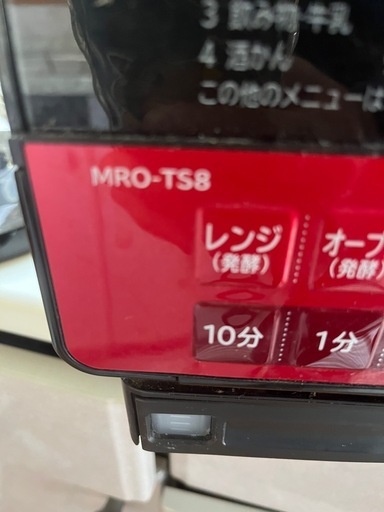 3 飲み物・牛乳
4 酒かん
この他のメニューは
MRO-TS8
レンジ
(発酵)
オーブ
(発酵)
10分
1分